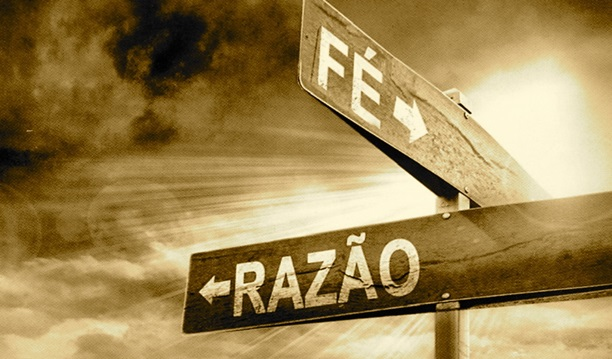 FÉ →
← RAZÃO